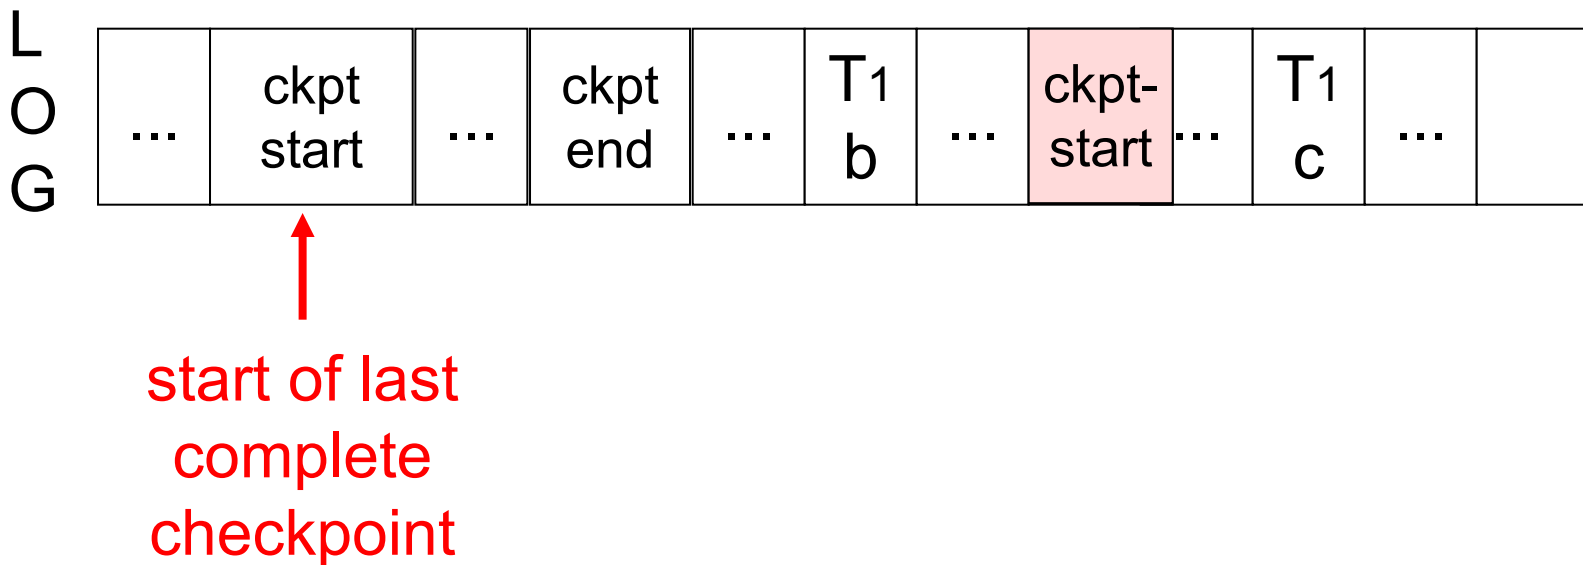 L
O
G
...
ckpt
start
...
ckpt
end
...
T1
b
...
ckpt-
start
...
T1
c
...
start of last
complete
checkpoint